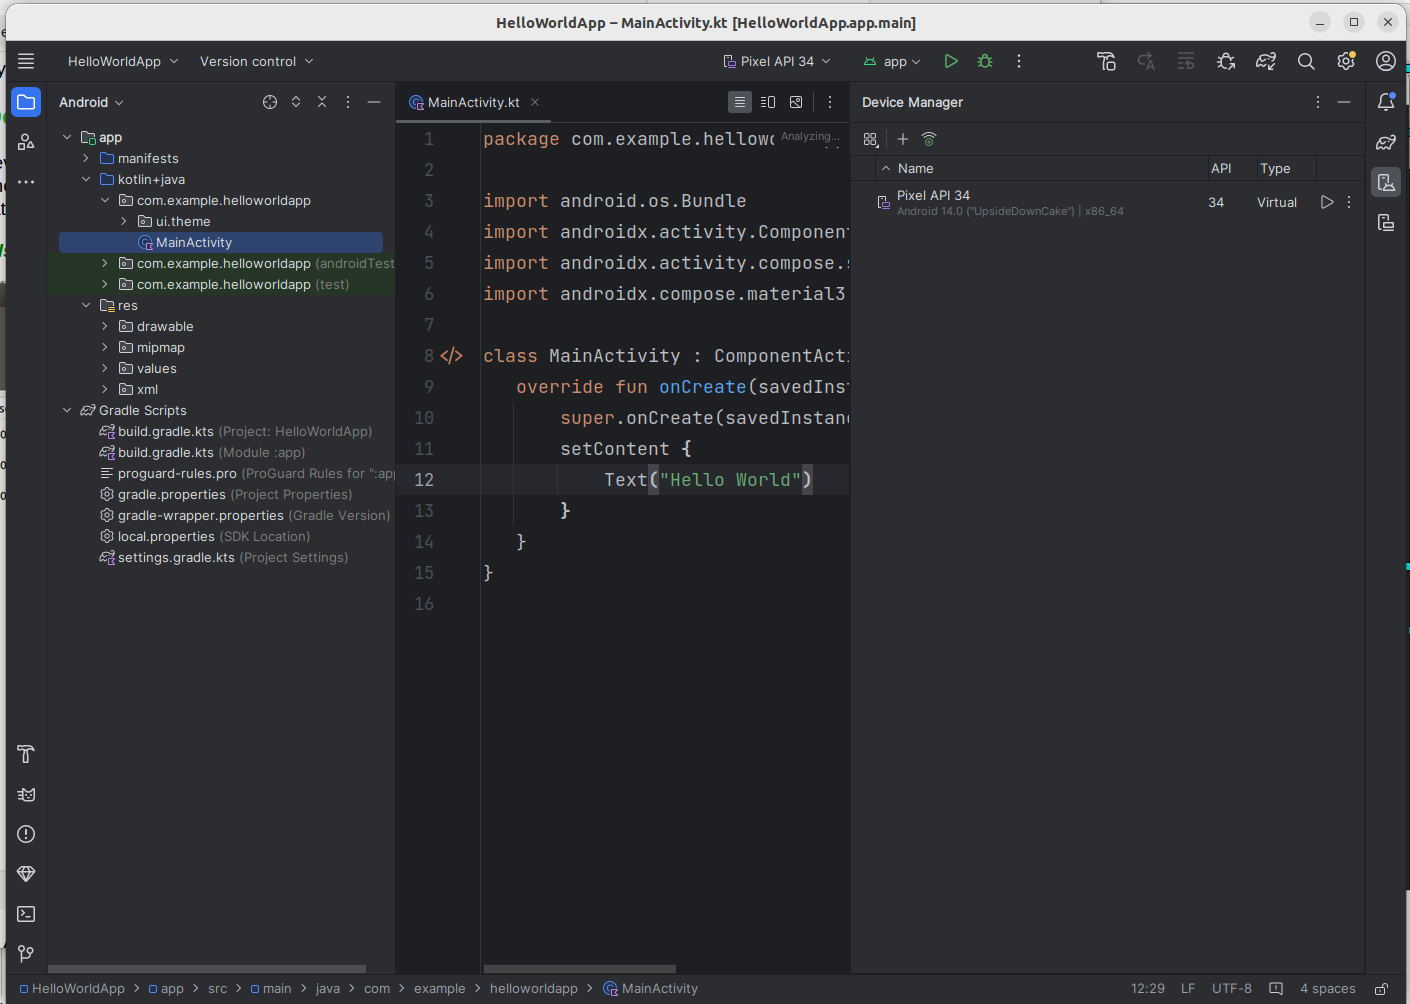 HelloWorldApp – MainActivity.kt [HelloWorldApp.app.main]
HelloWorldApp Version control Pixel API 34 app
Android
app
manifests
kotlin+java
com.example.helloworldapp
ui.theme
MainActivity
com.example.helloworldapp (androidTest
com.example.helloworldapp (test)
res
drawable
mipmap
values
xml
Gradle Scripts
build.gradle.kts (Project: HelloWorldApp)
build.gradle.kts (Module :app)
proguard-rules.pro (ProGuard Rules for ":app
gradle.properties (Project Properties)
gradle-wrapper.properties (Gradle Version)
local.properties (SDK Location)
settings.gradle.kts (Project Settings)
MainActivity.kt
Analyzing...
1 package com.example.hellow
2
3 import android.os.Bundle
4 import androidx.activity.Component
5 import androidx.activity.compose.s
6 import androidx.compose.material3
7
8 </> class MainActivity : ComponentActi
9 override fun onCreate(savedInst
10 super.onCreate(savedInstanc
11 setContent {
12 Text("Hello World")
13 }
14 }
15 }
16
Device Manager
Name API Type
Pixel API 34 34 Virtual
Android 14.0 ("UpsideDownCake") | x86_64
HelloWorldApp > app > src > main > java > com > example > helloworldapp > MainActivity 12:29 LF UTF-8 4 spaces